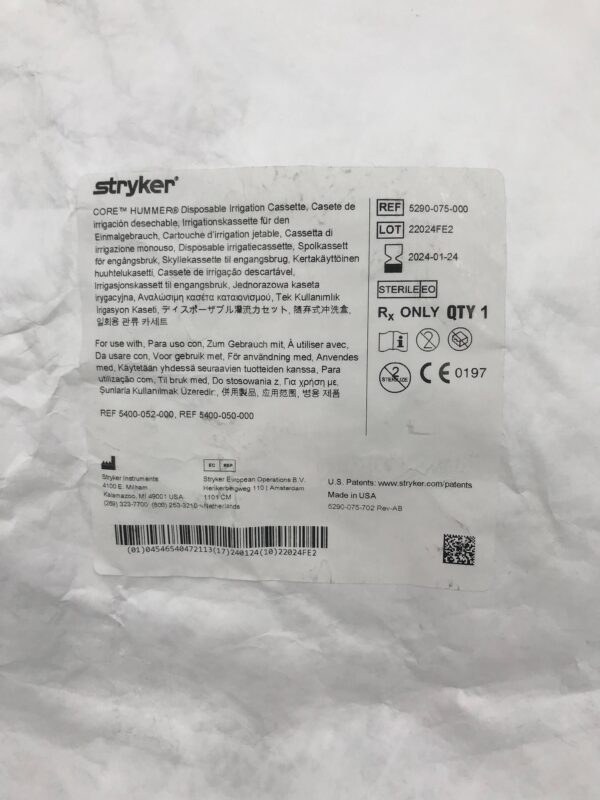 stryker®
CORE™ HUMMER® Disposable Irrigation Cassette, Casete de
irrigación desechable, Irrigationskassette für den
Einmalgebrauch, Cartouche d'irrigation jetable, Cassetta di
irrigazione monouso, Disposable irrigatiecassette, Spolkassett
för engångsbruk, Skyllekassette til engangsbrug, Kertakäyttöinen
huuhtelukasetti, Cassete de irrigação descartável,
Irrigasjonskassett til engangsbruk, Jednorazowa kaseta
irygacyjna, Αναλώσιμη κασέτα καταιονισμού, Tek Kullanımlık
İrigasyon Kaseti, ディスポーザブル灌流カセット, 随弃式冲洗盒,
일회용 관류 카세트
For use with, Para uso con, Zum Gebrauch mit, À utiliser avec,
Da usare con, Voor gebruik met, För användning med, Anvendes
med, Käytetään yhdessä seuraavien tuotteiden kanssa, Para
utilização com, Til bruk med, Do stosowania z, Για χρήση με,
Şunlarla Kullanılmak Üzeredir:, 併用製品, 应用范围, 병용 제품
REF 5400-052-000, REF 5400-050-000
REF 5290-075-000
LOT 22024FE2
2024-01-24
STERILE EO
Rx ONLY QTY 1
i 2
2 STERILIZE CE 0197
Stryker Instruments
4100 E. Milham
Kalamazoo, MI 49001 USA
(269) 323-7700 (800) 253-3210
EC REP
Stryker European Operations B.V.
Herikerbergweg 110 | Amsterdam
1101 CM
Netherlands
U.S. Patents: www.stryker.com/patents
Made in USA
5290-075-702 Rev-AB
(01)04546540472113(17)240124(10)22024FE2